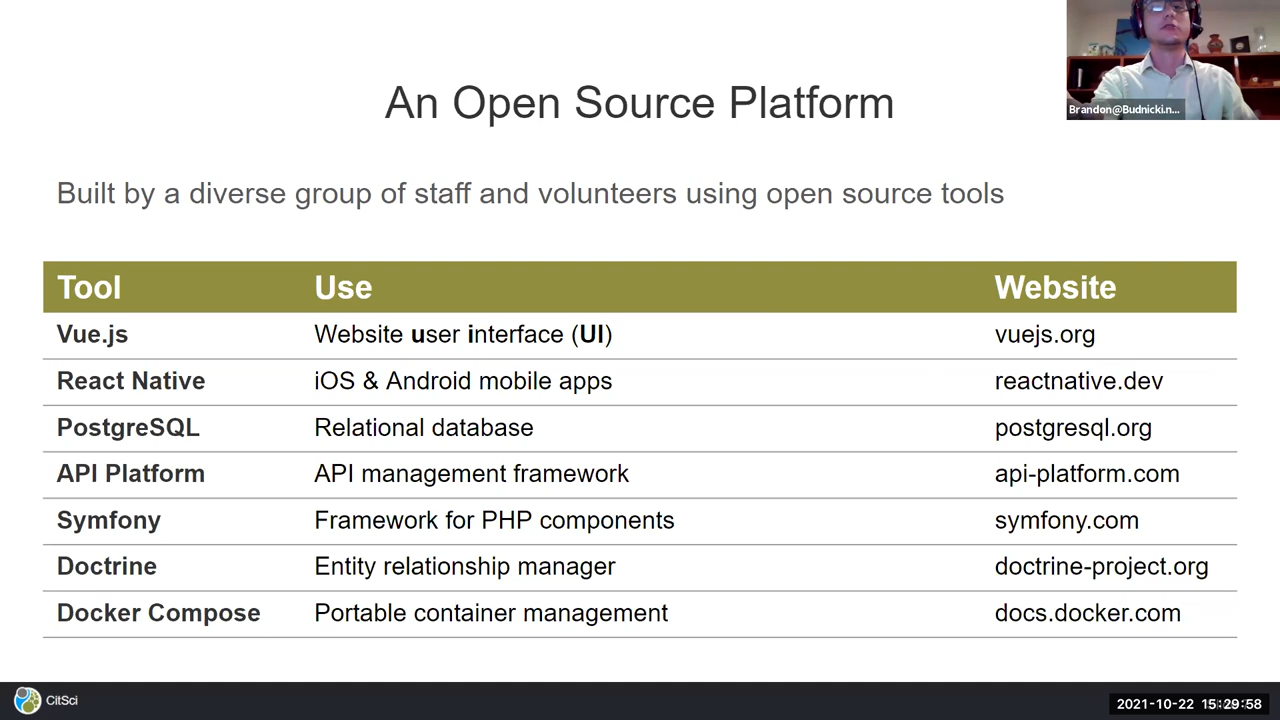 An Open Source Platform
Brandon@Budnicki.n...
Built by a diverse group of staff and volunteers using open source tools
Tool Use Website
Vue.js Website user interface (UI) vuejs.org
React Native iOS & Android mobile apps reactnative.dev
PostgreSQL Relational database postgresql.org
API Platform API management framework api-platform.com
Symfony Framework for PHP components symfony.com
Doctrine Entity relationship manager doctrine-project.org
Docker Compose Portable container management docs.docker.com
CitSci
2021-10-22 15:29:58